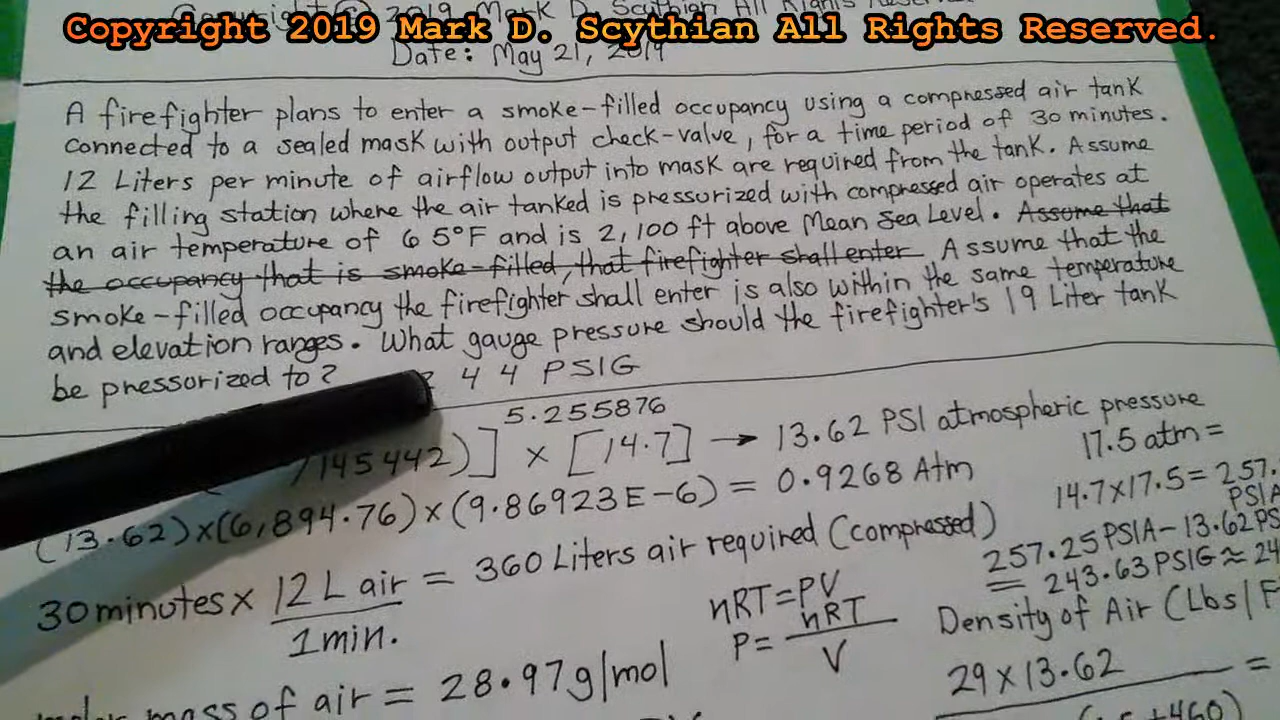 Copyright © 2019 Mark D. Scythian All Rights
Copyright 2019 Mark D. Scythian All Rights Reserved.
Date: May 21, 2019
A firefighter plans to enter a smoke-filled occupancy using a compressed air tank
connected to a sealed mask with output check-valve, for a time period of 30 minutes.
12 Liters per minute of airflow output into mask are required from the tank. Assume
the filling station where the air tanked is pressurized with compressed air operates at
an air temperature of 65°F and is 2,100 ft above Mean Sea Level. Assume that
the occupancy that is smoke-filled, that firefighter shall enter Assume that the
smoke-filled occupancy the firefighter shall enter is also within the same temperature
and elevation ranges. What gauge pressure should the firefighter's 19 Liter tank
be pressurized to? 44 PSIG
5.255876
/145442)] × [14.7] → 13.62 PSI atmospheric pressure
(13.62)×(6,894.76)×(9.86923E-6) = 0.9268 Atm
17.5 atm =
14.7×17.5 = 257.
PSIA
257.25 PSIA - 13.62 PS
= 243.63 PSIG ≈ 24
30 minutes × 12 L air = 360 Liters air required (compressed)
1 min.
nRT = PV
P = nRT
V
Density of Air (Lbs/F
mass of air = 28.97 g/mol
29 × 13.62 =
+460)